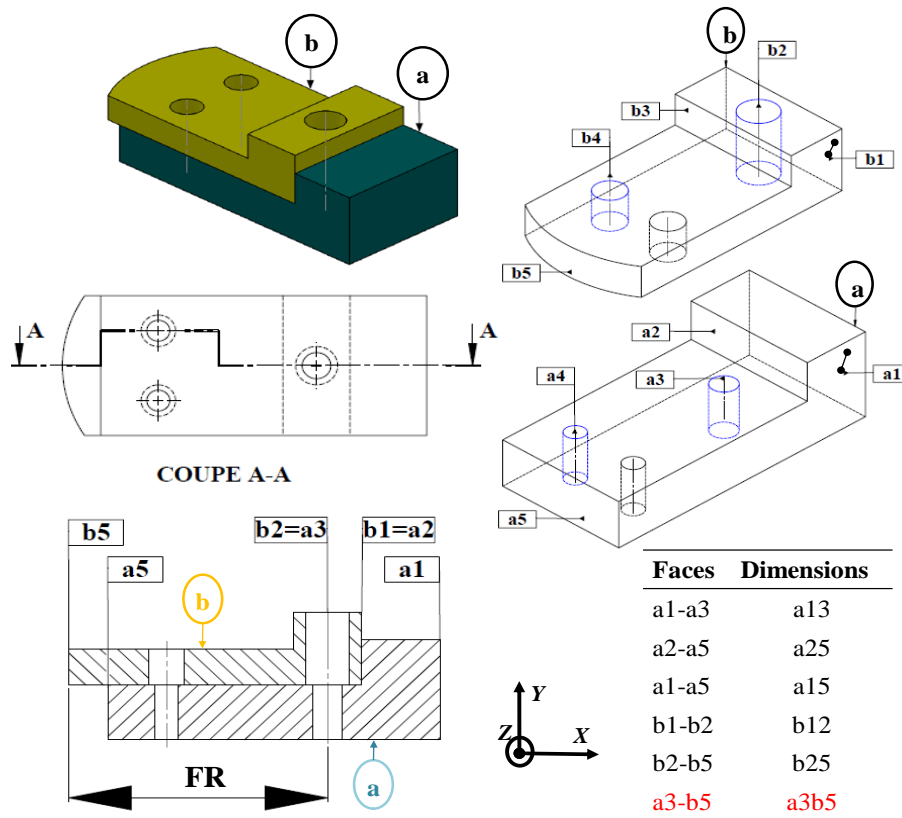 b
a
b
b2
b3
b4
b1
b5
a
a2
a3
a1
a4
a5
A
A
COUPE A-A
b5
b2=a3
b1=a2
a5
a1
b
FR
a
Y
Z
X
Faces Dimensions
a1-a3 a13
a2-a5 a25
a1-a5 a15
b1-b2 b12
b2-b5 b25
a3-b5 a3b5